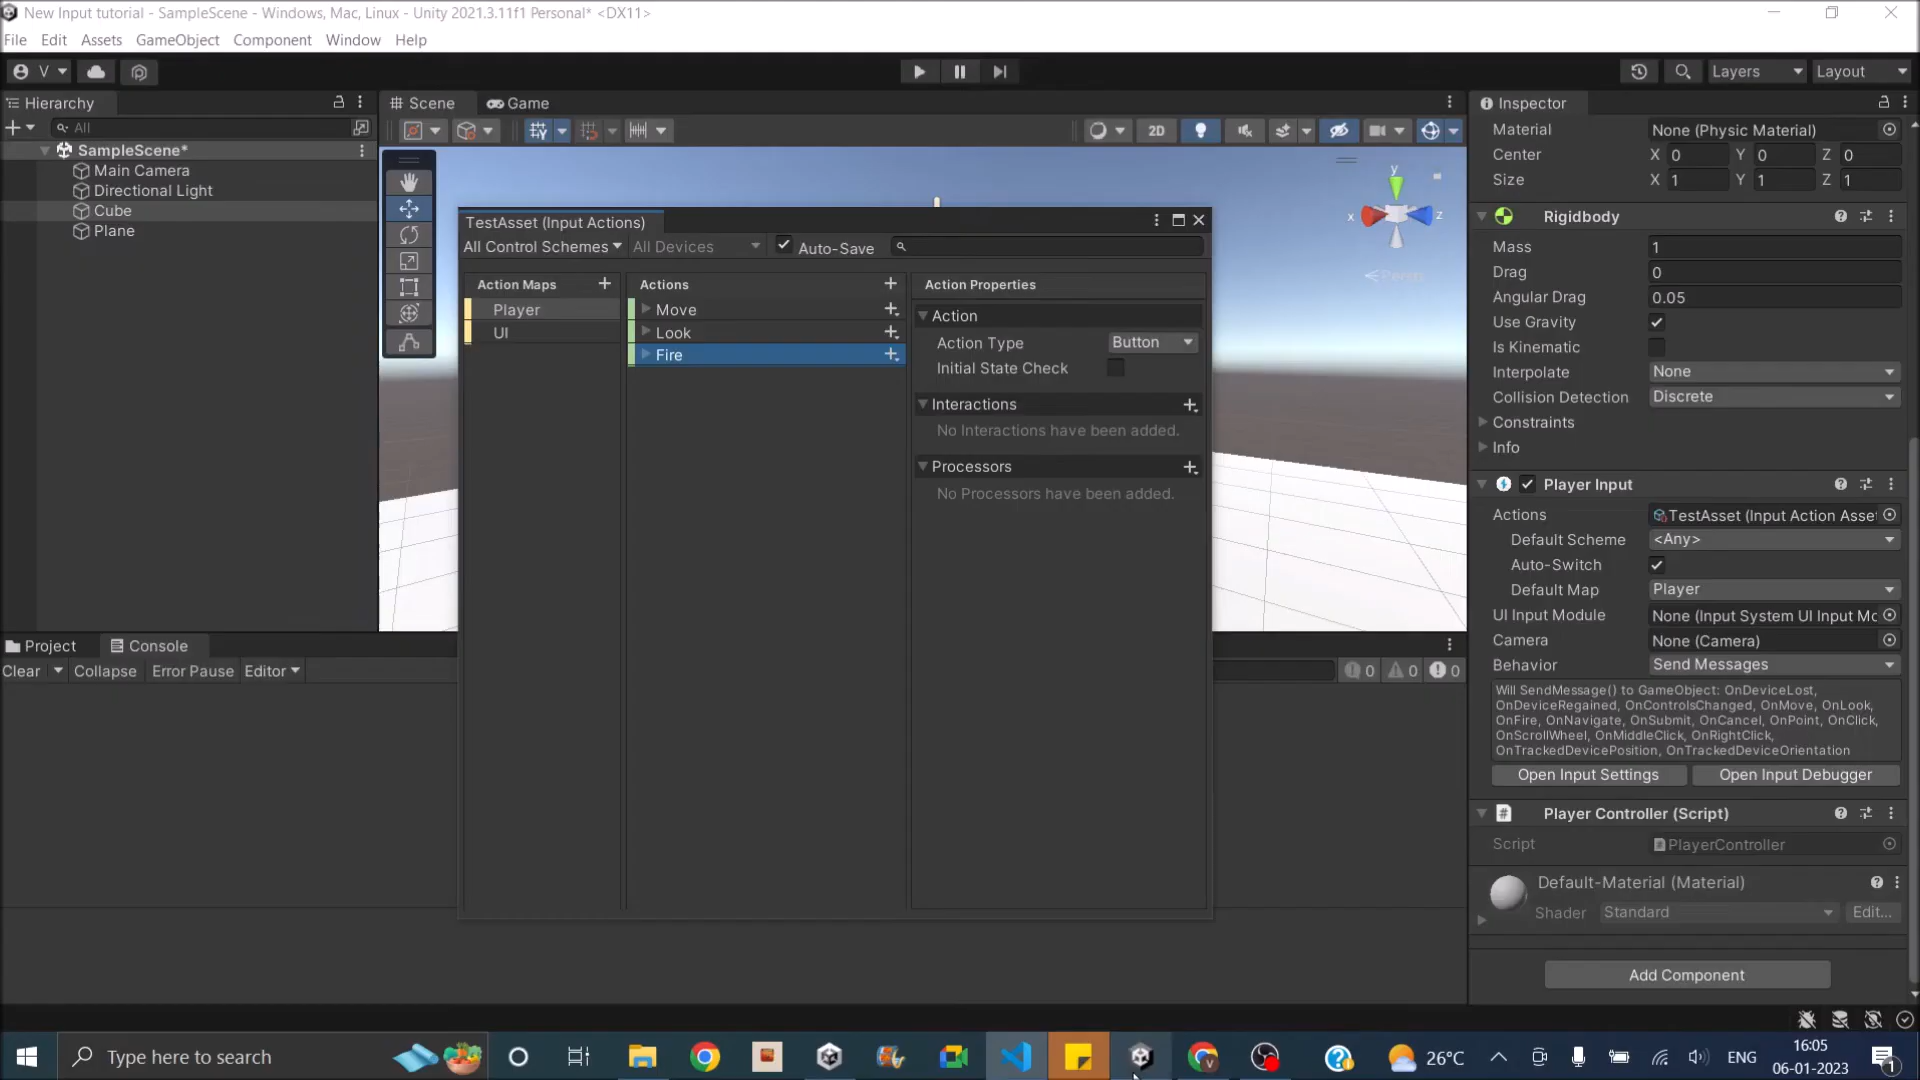 New Input tutorial - SampleScene - Windows, Mac, Linux - Unity 2021.3.11f1 Personal* <DX11>
File Edit Assets GameObject Component Window Help
V
Layers Layout
Hierarchy
All
SampleScene*
Main Camera
Directional Light
Cube
Plane
Scene Game
2D
y
x
z
Persp
TestAsset (Input Actions)
All Control Schemes All Devices Auto-Save
Action Maps
Player
UI
Actions
Move
Look
Fire
Action Properties
Action
Action Type Button
Initial State Check
Interactions
No Interactions have been added.
Processors
No Processors have been added.
Project Console
Clear Collapse Error Pause Editor
0 0 0
Inspector
Material None (Physic Material)
Center X 0 Y 0 Z 0
Size X 1 Y 1 Z 1
Rigidbody
Mass 1
Drag 0
Angular Drag 0.05
Use Gravity
Is Kinematic
Interpolate None
Collision Detection Discrete
Constraints
Info
Player Input
Actions TestAsset (Input Action Asse
Default Scheme <Any>
Auto-Switch
Default Map Player
UI Input Module None (Input System UI Input Mo
Camera None (Camera)
Behavior Send Messages
Will SendMessage() to GameObject: OnDeviceLost,
OnDeviceRegained, OnControlsChanged, OnMove, OnLook,
OnFire, OnNavigate, OnSubmit, OnCancel, OnPoint, OnClick,
OnScrollWheel, OnMiddleClick, OnRightClick,
OnTrackedDevicePosition, OnTrackedDeviceOrientation
Open Input Settings Open Input Debugger
Player Controller (Script)
Script PlayerController
Default-Material (Material)
Shader Standard Edit...
Add Component
Type here to search
26°C ENG
16:05
06-01-2023
1